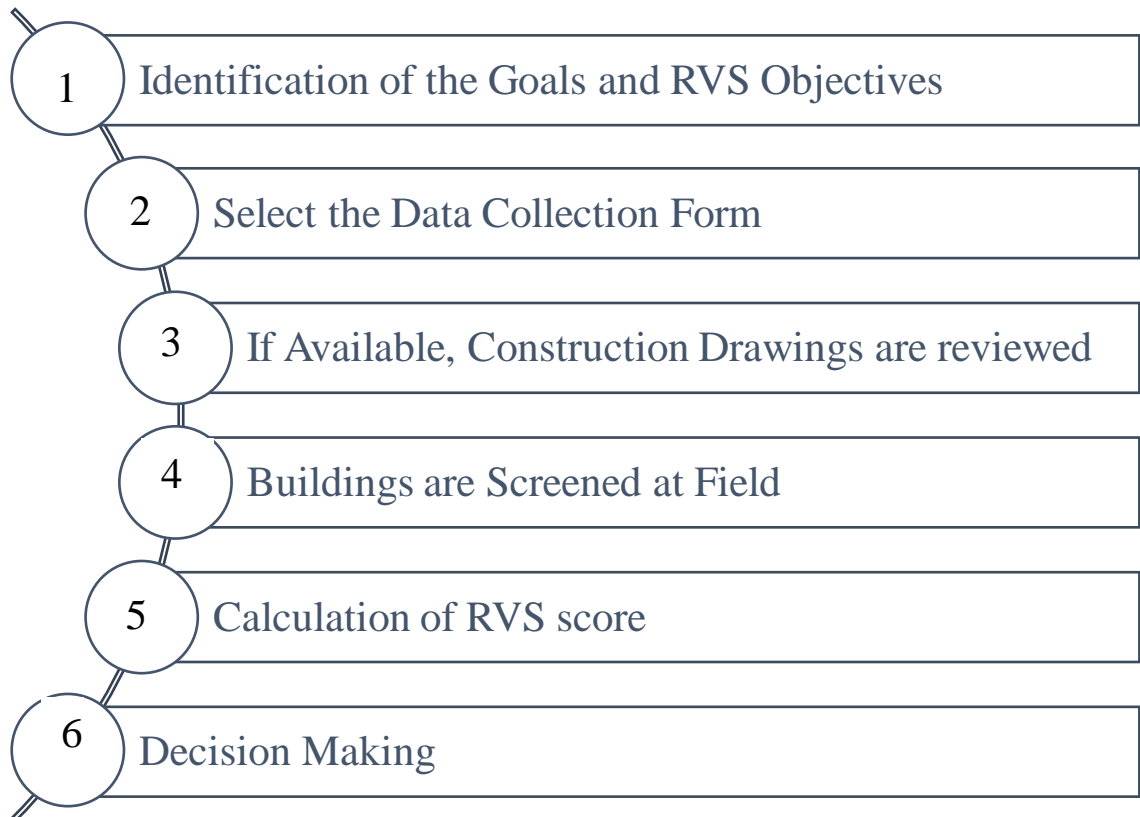 1 Identification of the Goals and RVS Objectives
2 Select the Data Collection Form
3 If Available, Construction Drawings are reviewed
4 Buildings are Screened at Field
5 Calculation of RVS score
6 Decision Making